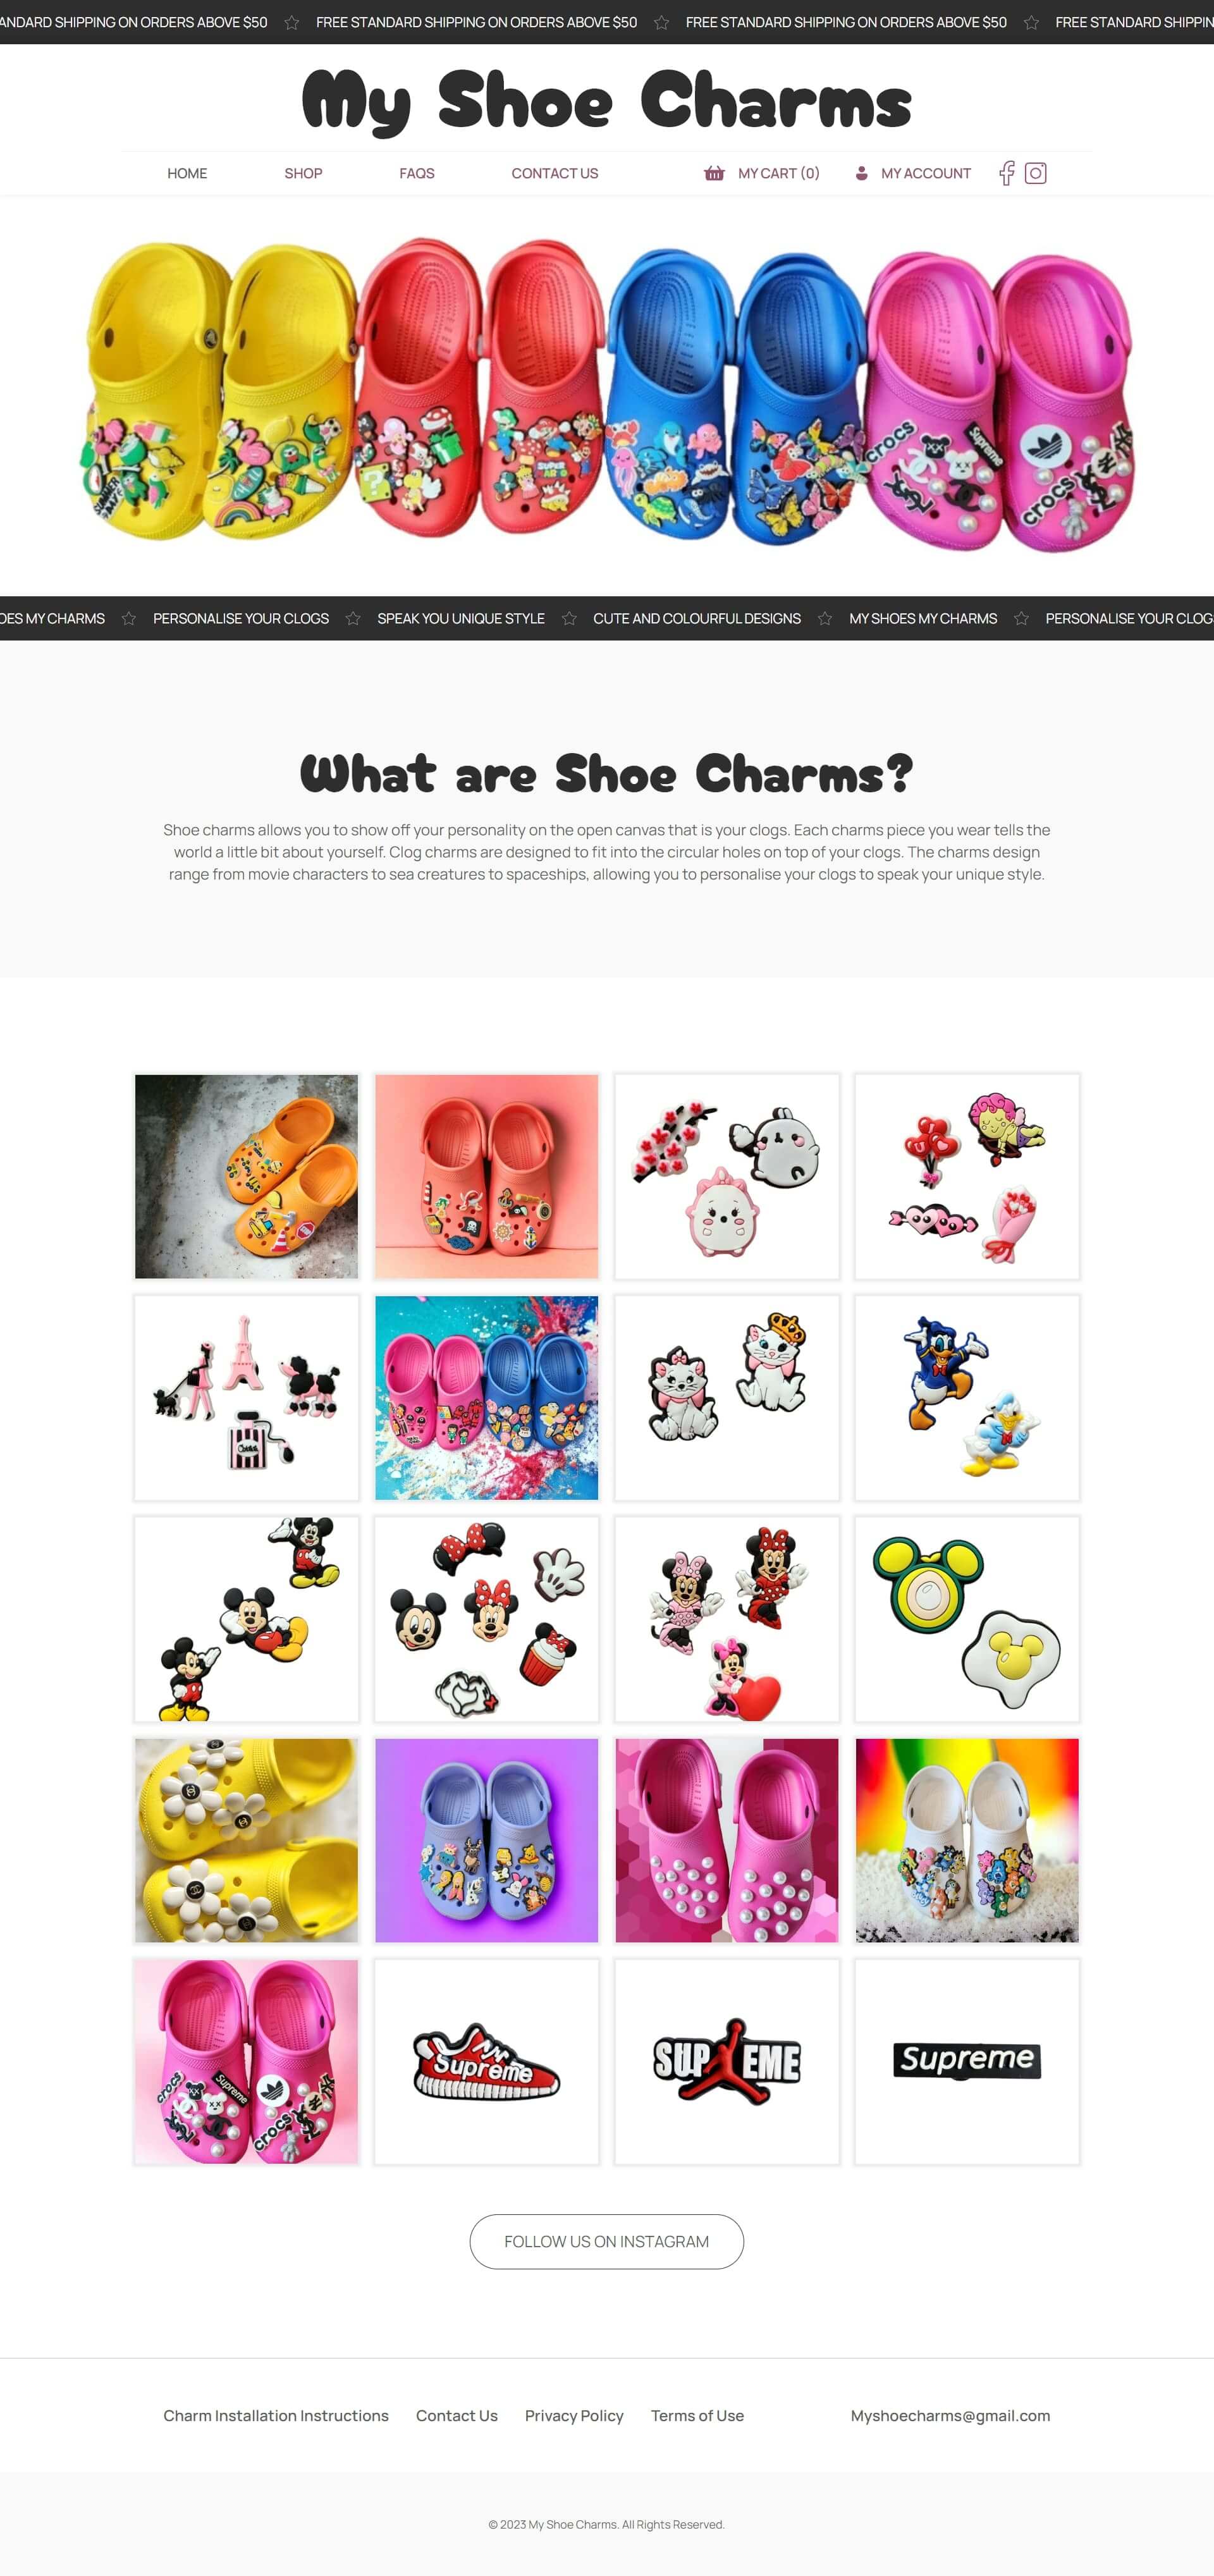 ANDARD SHIPPING ON ORDERS ABOVE $50 FREE STANDARD SHIPPING ON ORDERS ABOVE $50 FREE STANDARD SHIPPING ON ORDERS ABOVE $50 FREE STANDARD SHIPPIN
My Shoe Charms
HOME SHOP FAQS CONTACT US MY CART (0) MY ACCOUNT
crocs
Supreme
crocs
OES MY CHARMS PERSONALISE YOUR CLOGS SPEAK YOU UNIQUE STYLE CUTE AND COLOURFUL DESIGNS MY SHOES MY CHARMS PERSONALISE YOUR CLOG
What are Shoe Charms?
Shoe charms allows you to show off your personality on the open canvas that is your clogs. Each charms piece you wear tells the
world a little bit about yourself. Clog charms are designed to fit into the circular holes on top of your clogs. The charms design
range from movie characters to sea creatures to spaceships, allowing you to personalise your clogs to speak your unique style.
crocs
Supreme
crocs
Supreme
SUP EME
Supreme
FOLLOW US ON INSTAGRAM
Charm Installation Instructions Contact Us Privacy Policy Terms of Use Myshoecharms@gmail.com
© 2023 My Shoe Charms. All Rights Reserved.